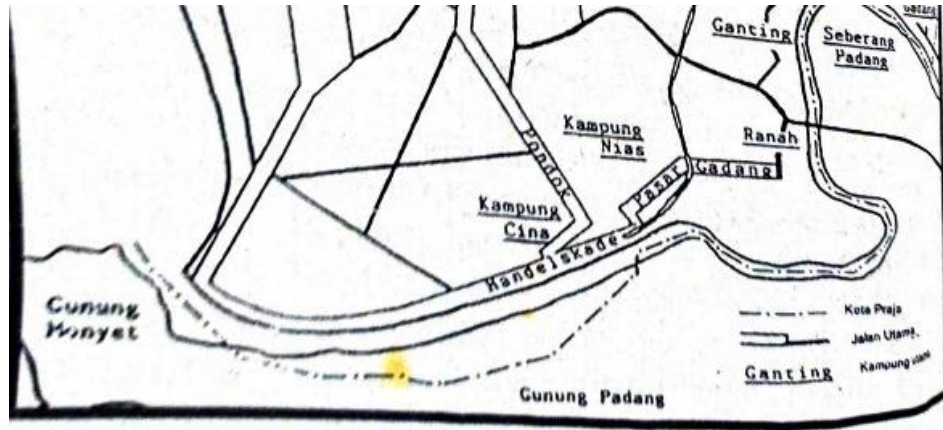 Gadang
Ganting
Seberang
Padang
Kampung
Nias
Ranah
Pondok
Pasar
Gadang
Kampung
Cina
Handelskade
Gunung
Monyet
Kota Praja
Jalan Utama
Ganting
Kampung
Gunung Padang